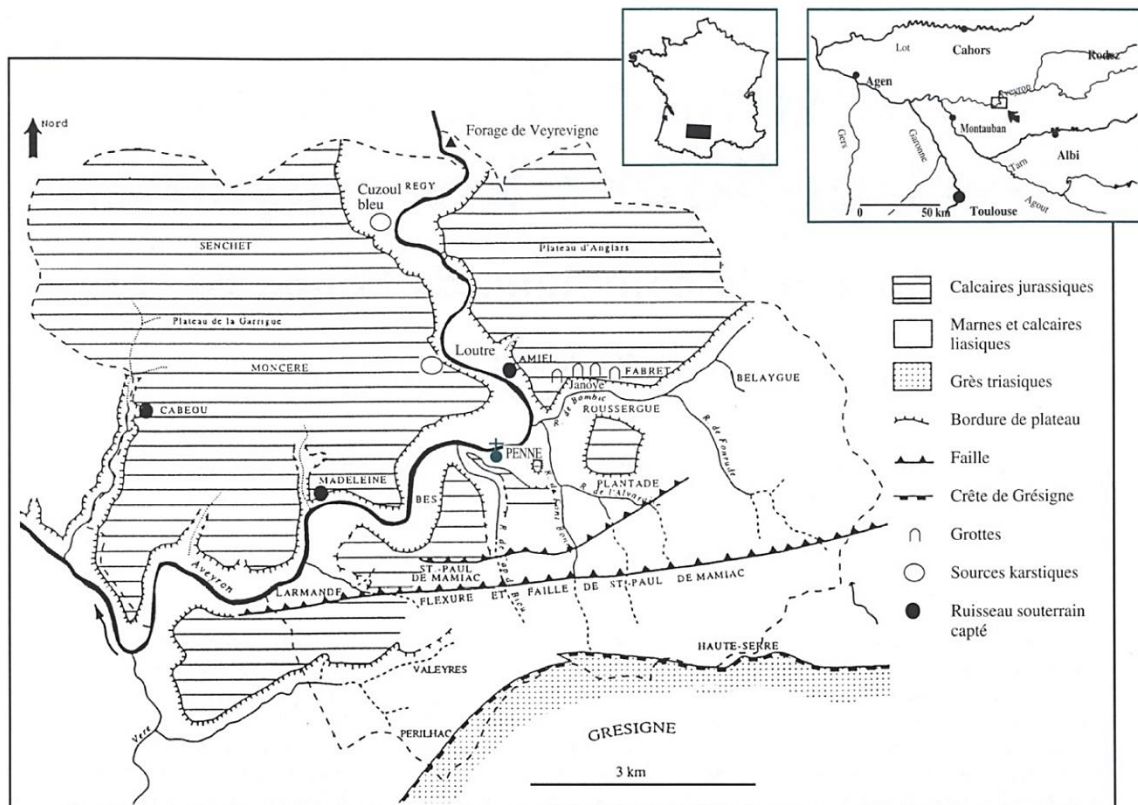 Nord
Forage de Veyrevigne
REGY
Cuzoul
bleu
SENCHET
Plateau d'Anglars
Plateau de la Garrigue
Loutre
AMIEL
MONCERE
Janoye
FABRET
BELAYGUE
CABEOU
R. de Bombic
ROUSSERGUE
R. de Fonrude
PENNE
MADELEINE
BES
PLANTADE
Aveyron
ST.-PAUL
DE MAMIAC
LARMANDE
FLEXURE ET FAILLE DE ST-PAUL DE MAMIAC
HAUTE-SERRE
VALEYRES
Vere
PERILHAC
GRESIGNE
3 km
Lot
Cahors
Rodez
Agen
Aveyron
Montauban
Gers
Garonne
Albi
Tarn
0 50 km
Toulouse
Agout
Calcaires jurassiques
Marnes et calcaires
liasiques
Grès triasiques
Bordure de plateau
Faille
Crête de Grésigne
Grottes
Sources karstiques
Ruisseau souterrain
capté